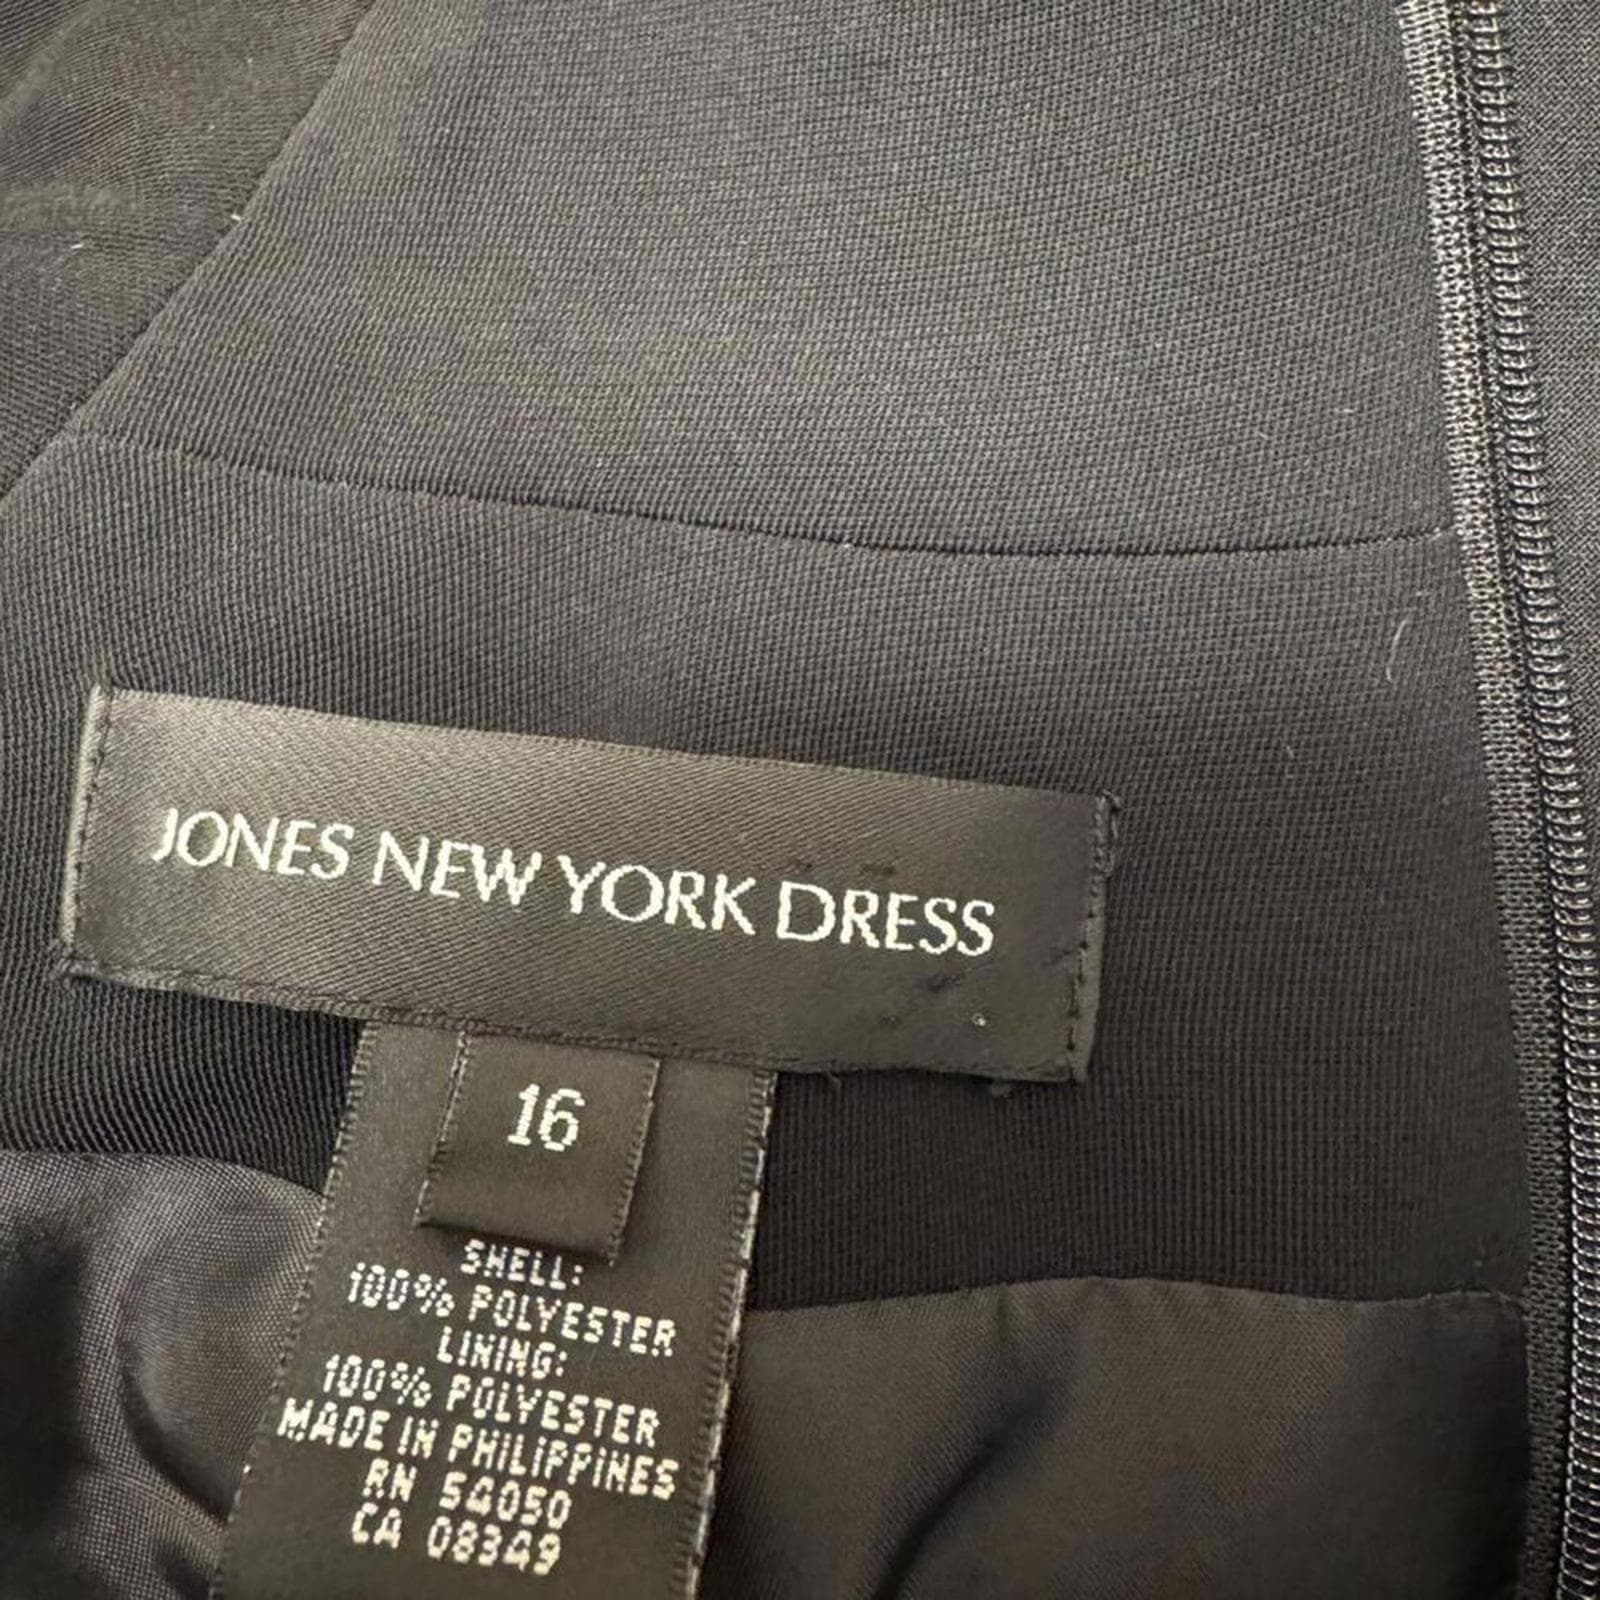 JONES NEW YORK DRESS
16
SHELL:
100% POLYESTER
LINING:
100% POLYESTER
MADE IN PHILIPPINES
RN 54050
CA 08349